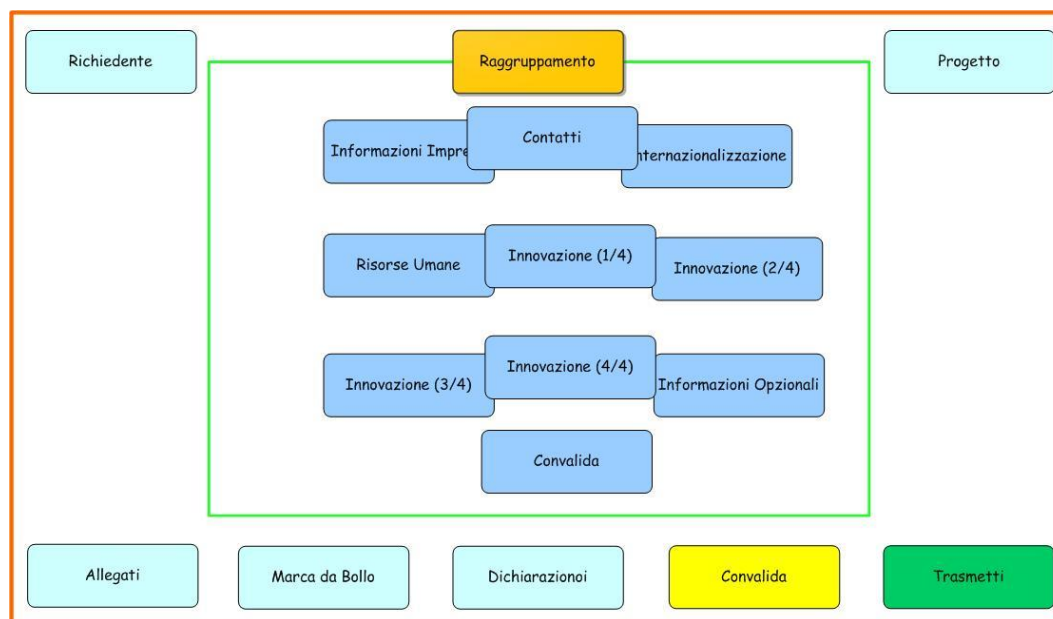 Richiedente
Raggruppamento
Progetto
Informazioni Impre
Contatti
nternazionalizzazione
Risorse Umane
Innovazione (1/4)
Innovazione (2/4)
Innovazione (3/4)
Innovazione (4/4)
Informazioni Opzionali
Convalida
Allegati
Marca da Bollo
Dichiarazionoi
Convalida
Trasmetti